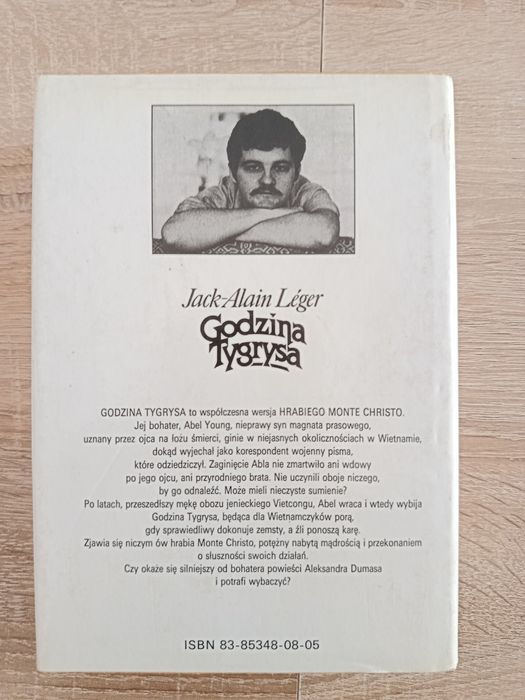 Jack-Alain Léger
Godzina
Tygrysa
GODZINA TYGRYSA to współczesna wersja HRABIEGO MONTE CHRISTO.
Jej bohater, Abel Young, nieprawy syn magnata prasowego,
uznany przez ojca na łożu śmierci, ginie w niejasnych okolicznościach w Wietnamie,
dokąd wyjechał jako korespondent wojenny pisma,
które odziedziczył. Zaginięcie Abla nie zmartwiło ani wdowy
po jego ojcu, ani przyrodniego brata. Nie uczynili oboje niczego,
by go odnaleźć. Może mieli nieczyste sumienie?
Po latach, przeszedłszy mękę obozu jenieckiego Vietcongu, Abel wraca i wtedy wybija
Godzina Tygrysa, będąca dla Wietnamczyków porą,
gdy sprawiedliwy dokonuje zemsty, a źli ponoszą karę.
Zjawia się niczym ów hrabia Monte Christo, potężny nabytą mądrością i przekonaniem
o słuszności swoich działań.
Czy okaże się silniejszy od bohatera powieści Aleksandra Dumasa
i potrafi wybaczyć?
ISBN 83-85348-08-05